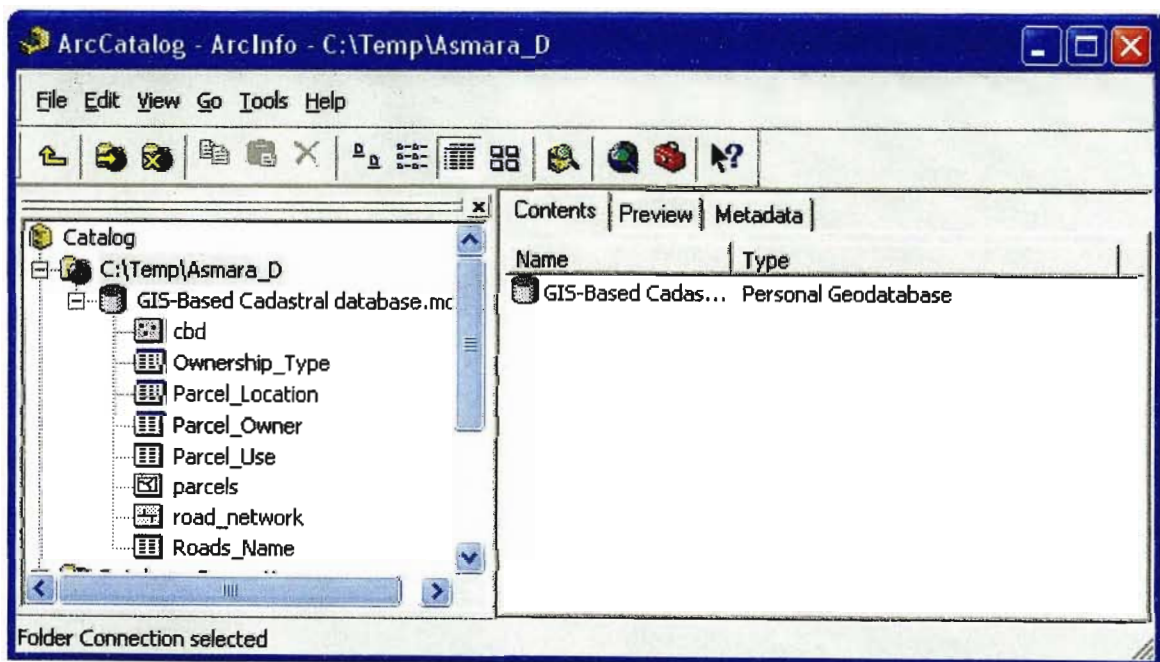 ArcCatalog - ArcInfo - C:\Temp\Asmara_D
File Edit View Go Tools Help
Contents Preview Metadata
Catalog
C:\Temp\Asmara_D
GIS-Based Cadastral database.mc
cbd
Ownership_Type
Parcel_Location
Parcel_Owner
Parcel_Use
parcels
road_network
Roads_Name
Name Type
GIS-Based Cadas... Personal Geodatabase
Folder Connection selected